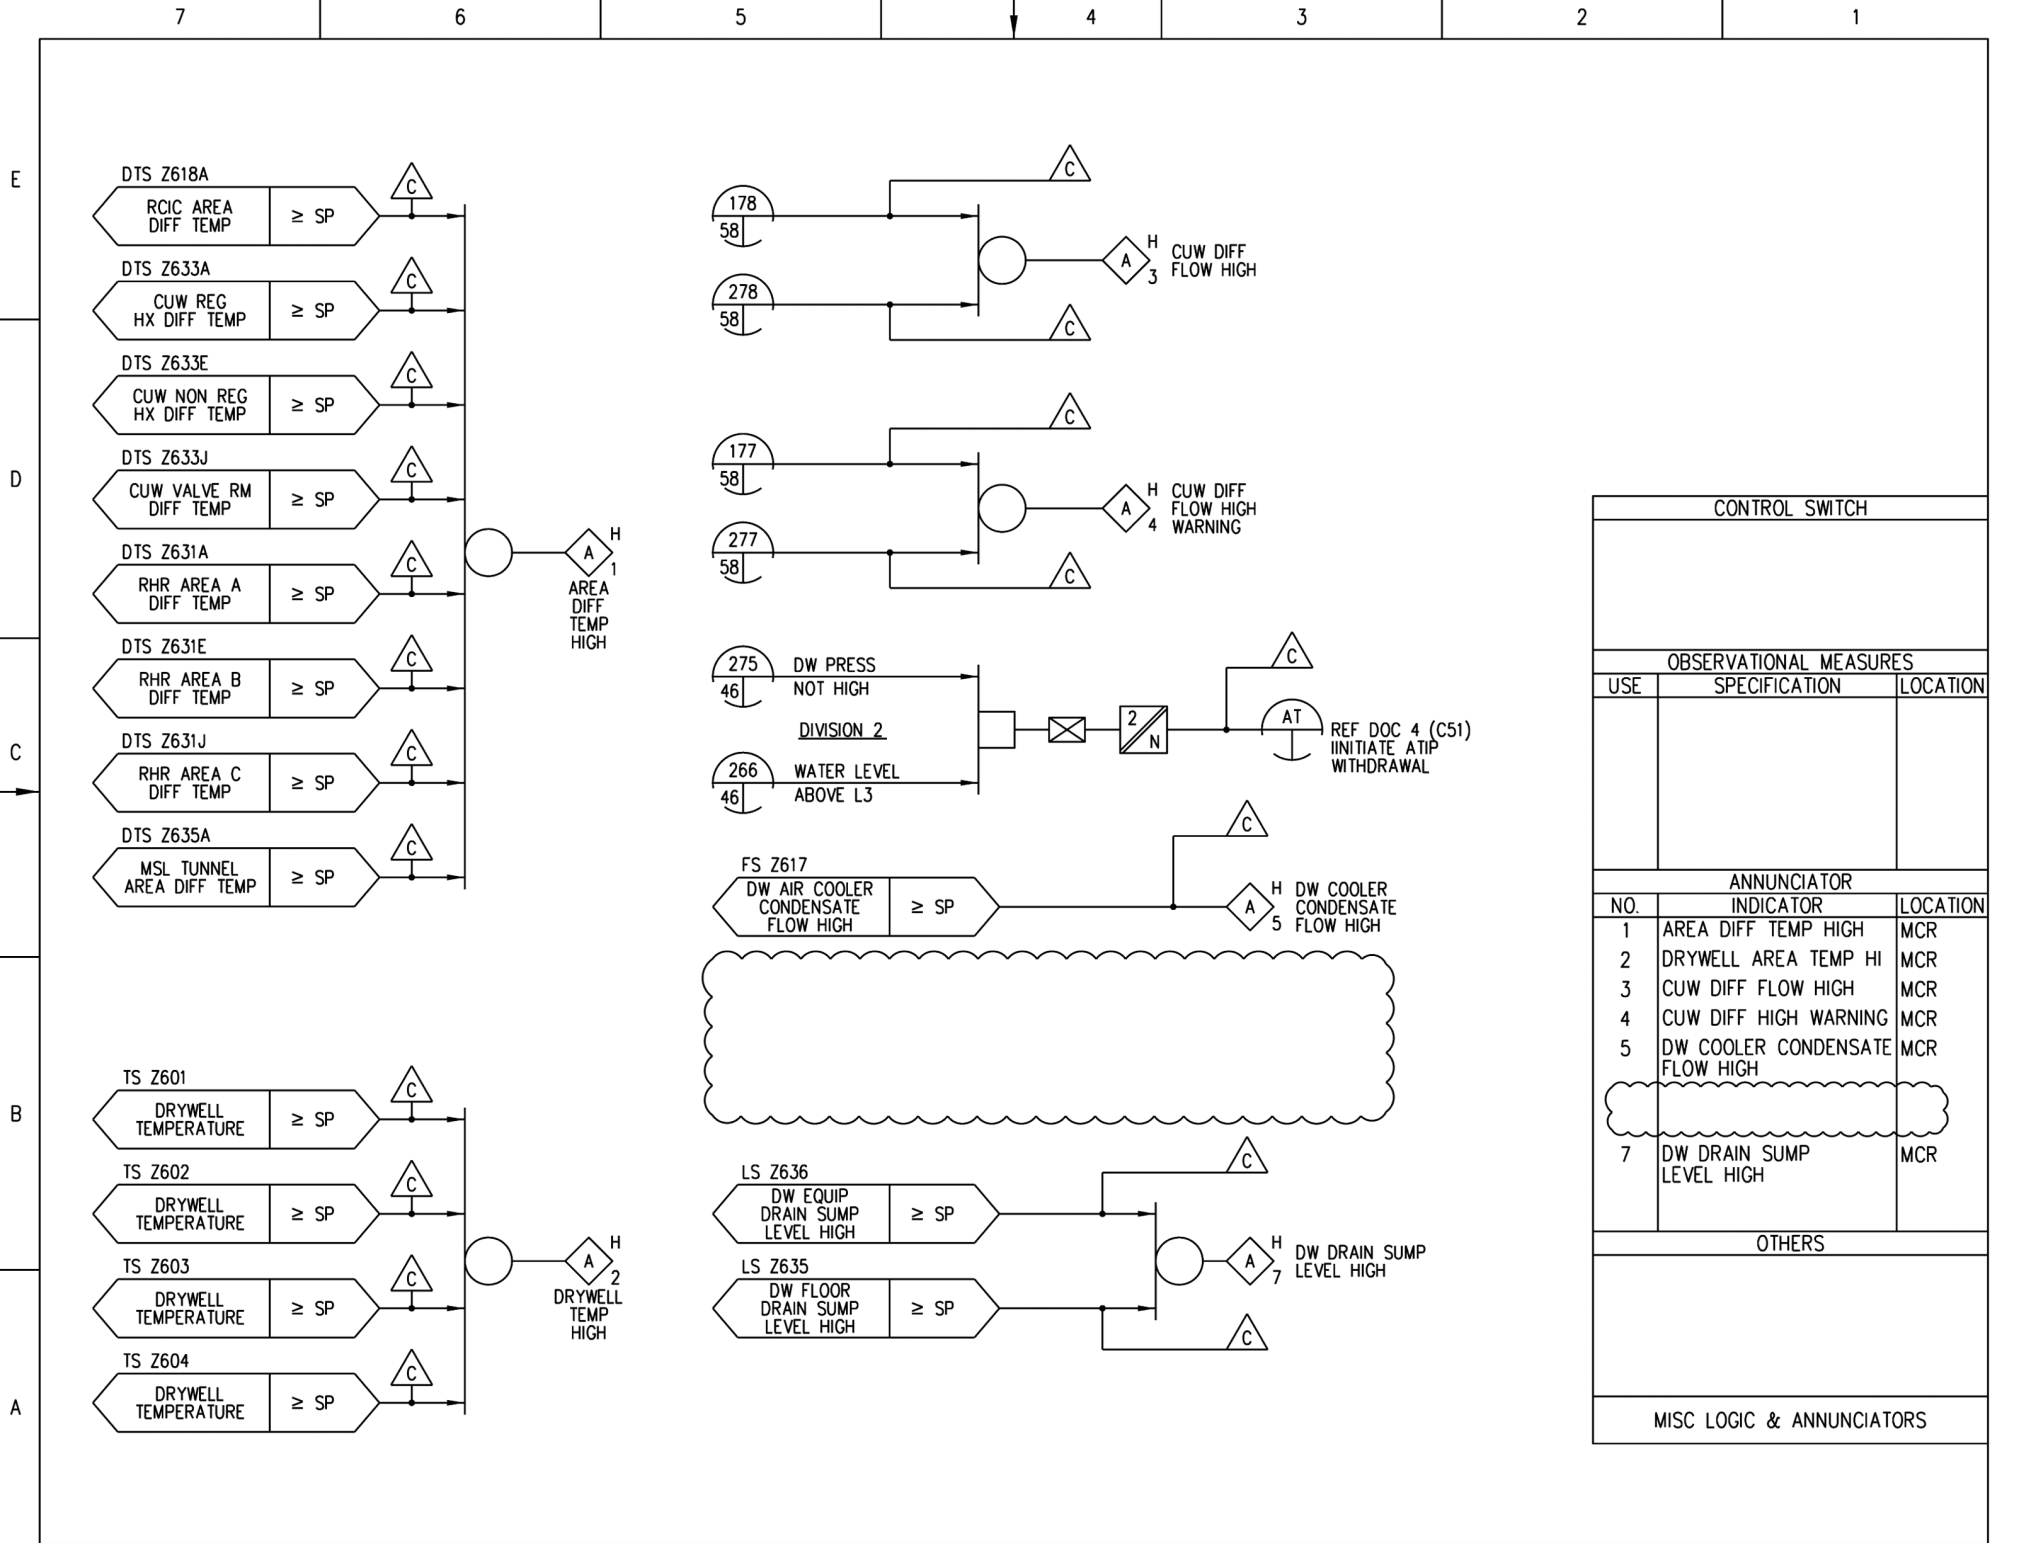 7 6 5 4 3 2 1
E
D
C
B
A
DTS Z618A
RCIC AREA
DIFF TEMP
≥ SP
C
DTS Z633A
CUW REG
HX DIFF TEMP
≥ SP
C
DTS Z633E
CUW NON REG
HX DIFF TEMP
≥ SP
C
DTS Z633J
CUW VALVE RM
DIFF TEMP
≥ SP
C
DTS Z631A
RHR AREA A
DIFF TEMP
≥ SP
C
DTS Z631E
RHR AREA B
DIFF TEMP
≥ SP
C
DTS Z631J
RHR AREA C
DIFF TEMP
≥ SP
C
DTS Z635A
MSL TUNNEL
AREA DIFF TEMP
≥ SP
C
A
H
1
AREA
DIFF
TEMP
HIGH
TS Z601
DRYWELL
TEMPERATURE
≥ SP
C
TS Z602
DRYWELL
TEMPERATURE
≥ SP
C
TS Z603
DRYWELL
TEMPERATURE
≥ SP
C
TS Z604
DRYWELL
TEMPERATURE
≥ SP
C
A
H
2
DRYWELL
TEMP
HIGH
178
58
C
278
58
C
A
H
3
CUW DIFF
FLOW HIGH
177
58
C
277
58
C
A
H
4
CUW DIFF
FLOW HIGH
WARNING
275
46
DW PRESS
NOT HIGH
DIVISION 2
266
46
WATER LEVEL
ABOVE L3
2
N
C
AT
REF DOC 4 (C51)
IINITIATE ATIP
WITHDRAWAL
FS Z617
DW AIR COOLER
CONDENSATE
FLOW HIGH
≥ SP
C
A
H
5
DW COOLER
CONDENSATE
FLOW HIGH
LS Z636
DW EQUIP
DRAIN SUMP
LEVEL HIGH
≥ SP
C
LS Z635
DW FLOOR
DRAIN SUMP
LEVEL HIGH
≥ SP
C
A
H
7
DW DRAIN SUMP
LEVEL HIGH
CONTROL SWITCH
OBSERVATIONAL MEASURES
USE SPECIFICATION LOCATION
ANNUNCIATOR
NO. INDICATOR LOCATION
1 AREA DIFF TEMP HIGH MCR
2 DRYWELL AREA TEMP HI MCR
3 CUW DIFF FLOW HIGH MCR
4 CUW DIFF HIGH WARNING MCR
5 DW COOLER CONDENSATE MCR
FLOW HIGH
7 DW DRAIN SUMP MCR
LEVEL HIGH
OTHERS
MISC LOGIC & ANNUNCIATORS